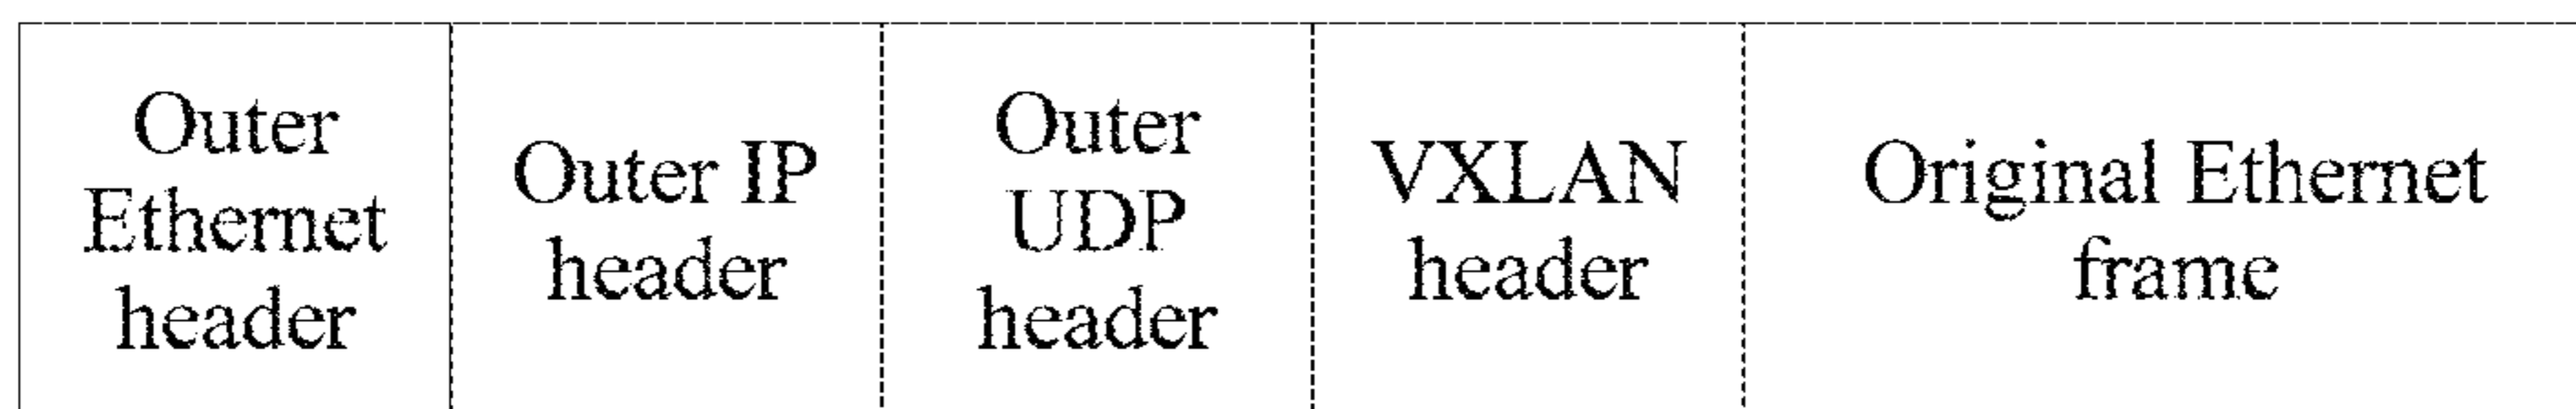 Outer
Ethernet
header
Outer IP
header
Outer
UDP
header
VXLAN
header
Original Ethernet
frame